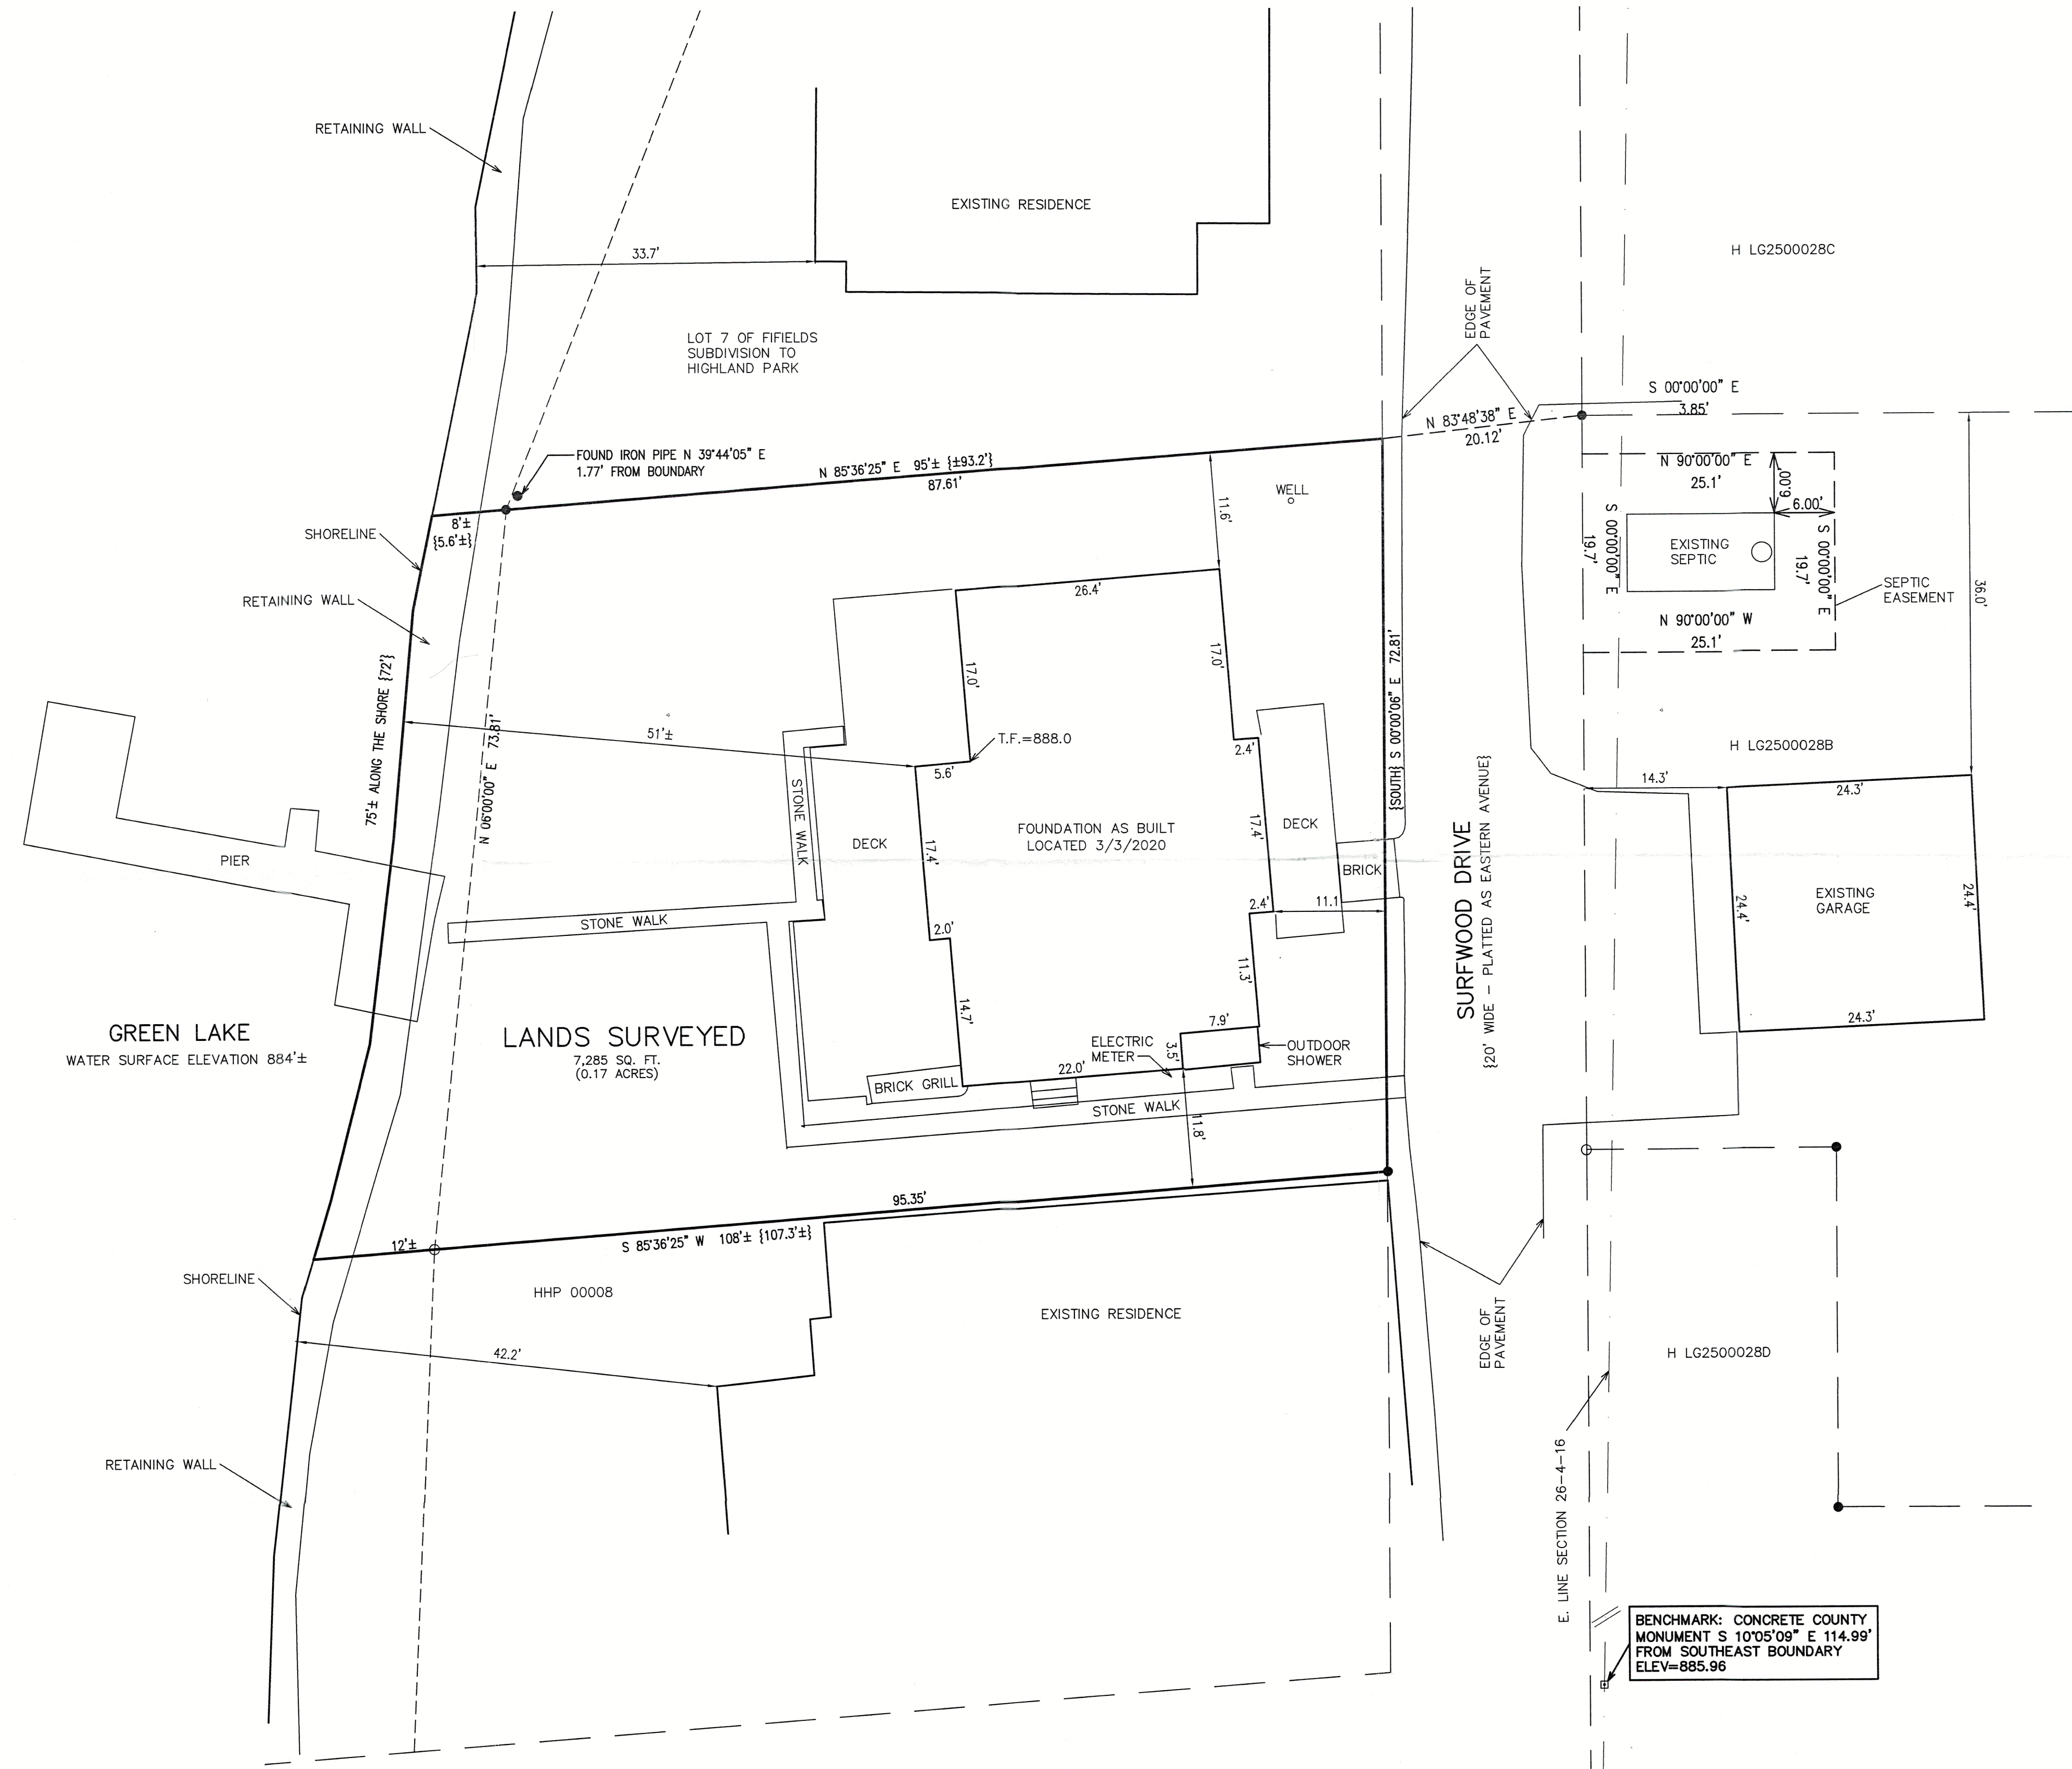 RETAINING WALL
EXISTING RESIDENCE
33.7'
H LG2500028C
EDGE OF
PAVEMENT
LOT 7 OF FIFIELDS
SUBDIVISION TO
HIGHLAND PARK
S 00°00'00" E
3.85'
N 83°48'38" E
20.12'
FOUND IRON PIPE N 39°44'05" E
1.77' FROM BOUNDARY
N 85°36'25" E 95'± {±93.2'}
87.61'
8'±
{5.6'±}
SHORELINE
RETAINING WALL
WELL
11.6'
N 90°00'00" E
25.1'
6.00'
6.00'
S 00°00'00" E
19.7'
EXISTING
SEPTIC
S 00°00'00" E
19.7'
SEPTIC
EASEMENT
N 90°00'00" W
25.1'
36.0'
26.4'
17.0'
17.0'
75'± ALONG THE SHORE {72'}
N 06°00'00" E 73.81'
51'±
T.F.=888.0
5.6'
2.4'
{SOUTH} S 00°00'06" E 72.81'
H LG2500028B
14.3'
24.3'
STONE WALK
DECK
17.4'
FOUNDATION AS BUILT
LOCATED 3/3/2020
17.4'
DECK
BRICK
PIER
STONE WALK
2.0'
2.4'
11.1
SURFWOOD DRIVE
{20' WIDE - PLATTED AS EASTERN AVENUE}
24.4'
EXISTING
GARAGE
24.4'
24.3'
GREEN LAKE
WATER SURFACE ELEVATION 884'±
LANDS SURVEYED
7,285 SQ. FT.
(0.17 ACRES)
14.7'
11.3'
7.9'
3.5'
ELECTRIC
METER
OUTDOOR
SHOWER
22.0'
BRICK GRILL
STONE WALK
11.8'
95.35'
12'±
S 85°36'25" W 108'± {107.3'±}
SHORELINE
HHP 00008
EXISTING RESIDENCE
42.2'
EDGE OF
PAVEMENT
H LG2500028D
RETAINING WALL
E. LINE SECTION 26-4-16
BENCHMARK: CONCRETE COUNTY
MONUMENT S 10°05'09" E 114.99'
FROM SOUTHEAST BOUNDARY
ELEV=885.96